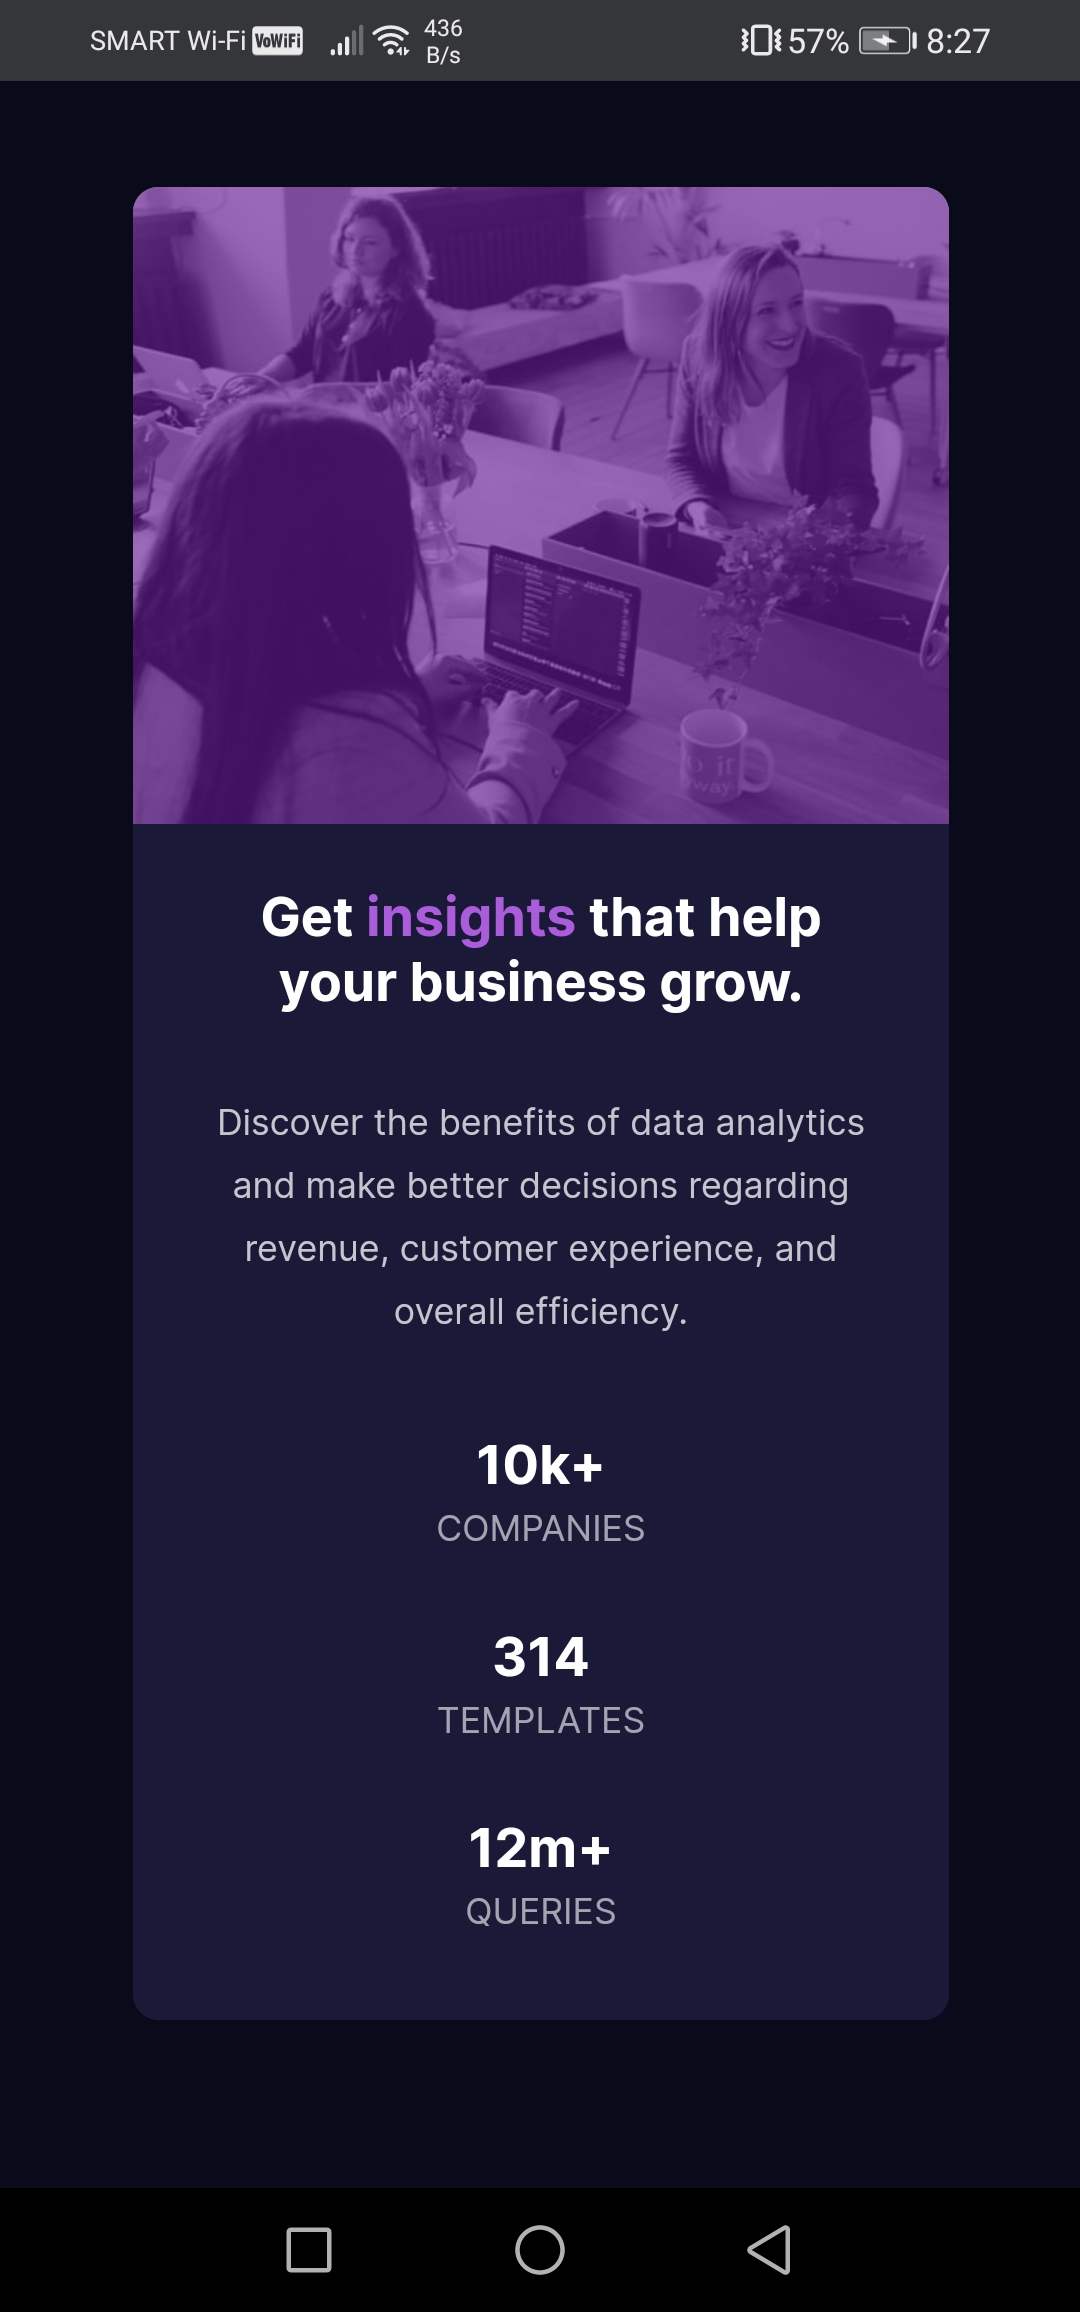 SMART Wi-Fi VoWiFi 436 B/s 57% 8:27
o ir
way
Get insights that help
your business grow.
Discover the benefits of data analytics
and make better decisions regarding
revenue, customer experience, and
overall efficiency.
10k+
COMPANIES
314
TEMPLATES
12m+
QUERIES